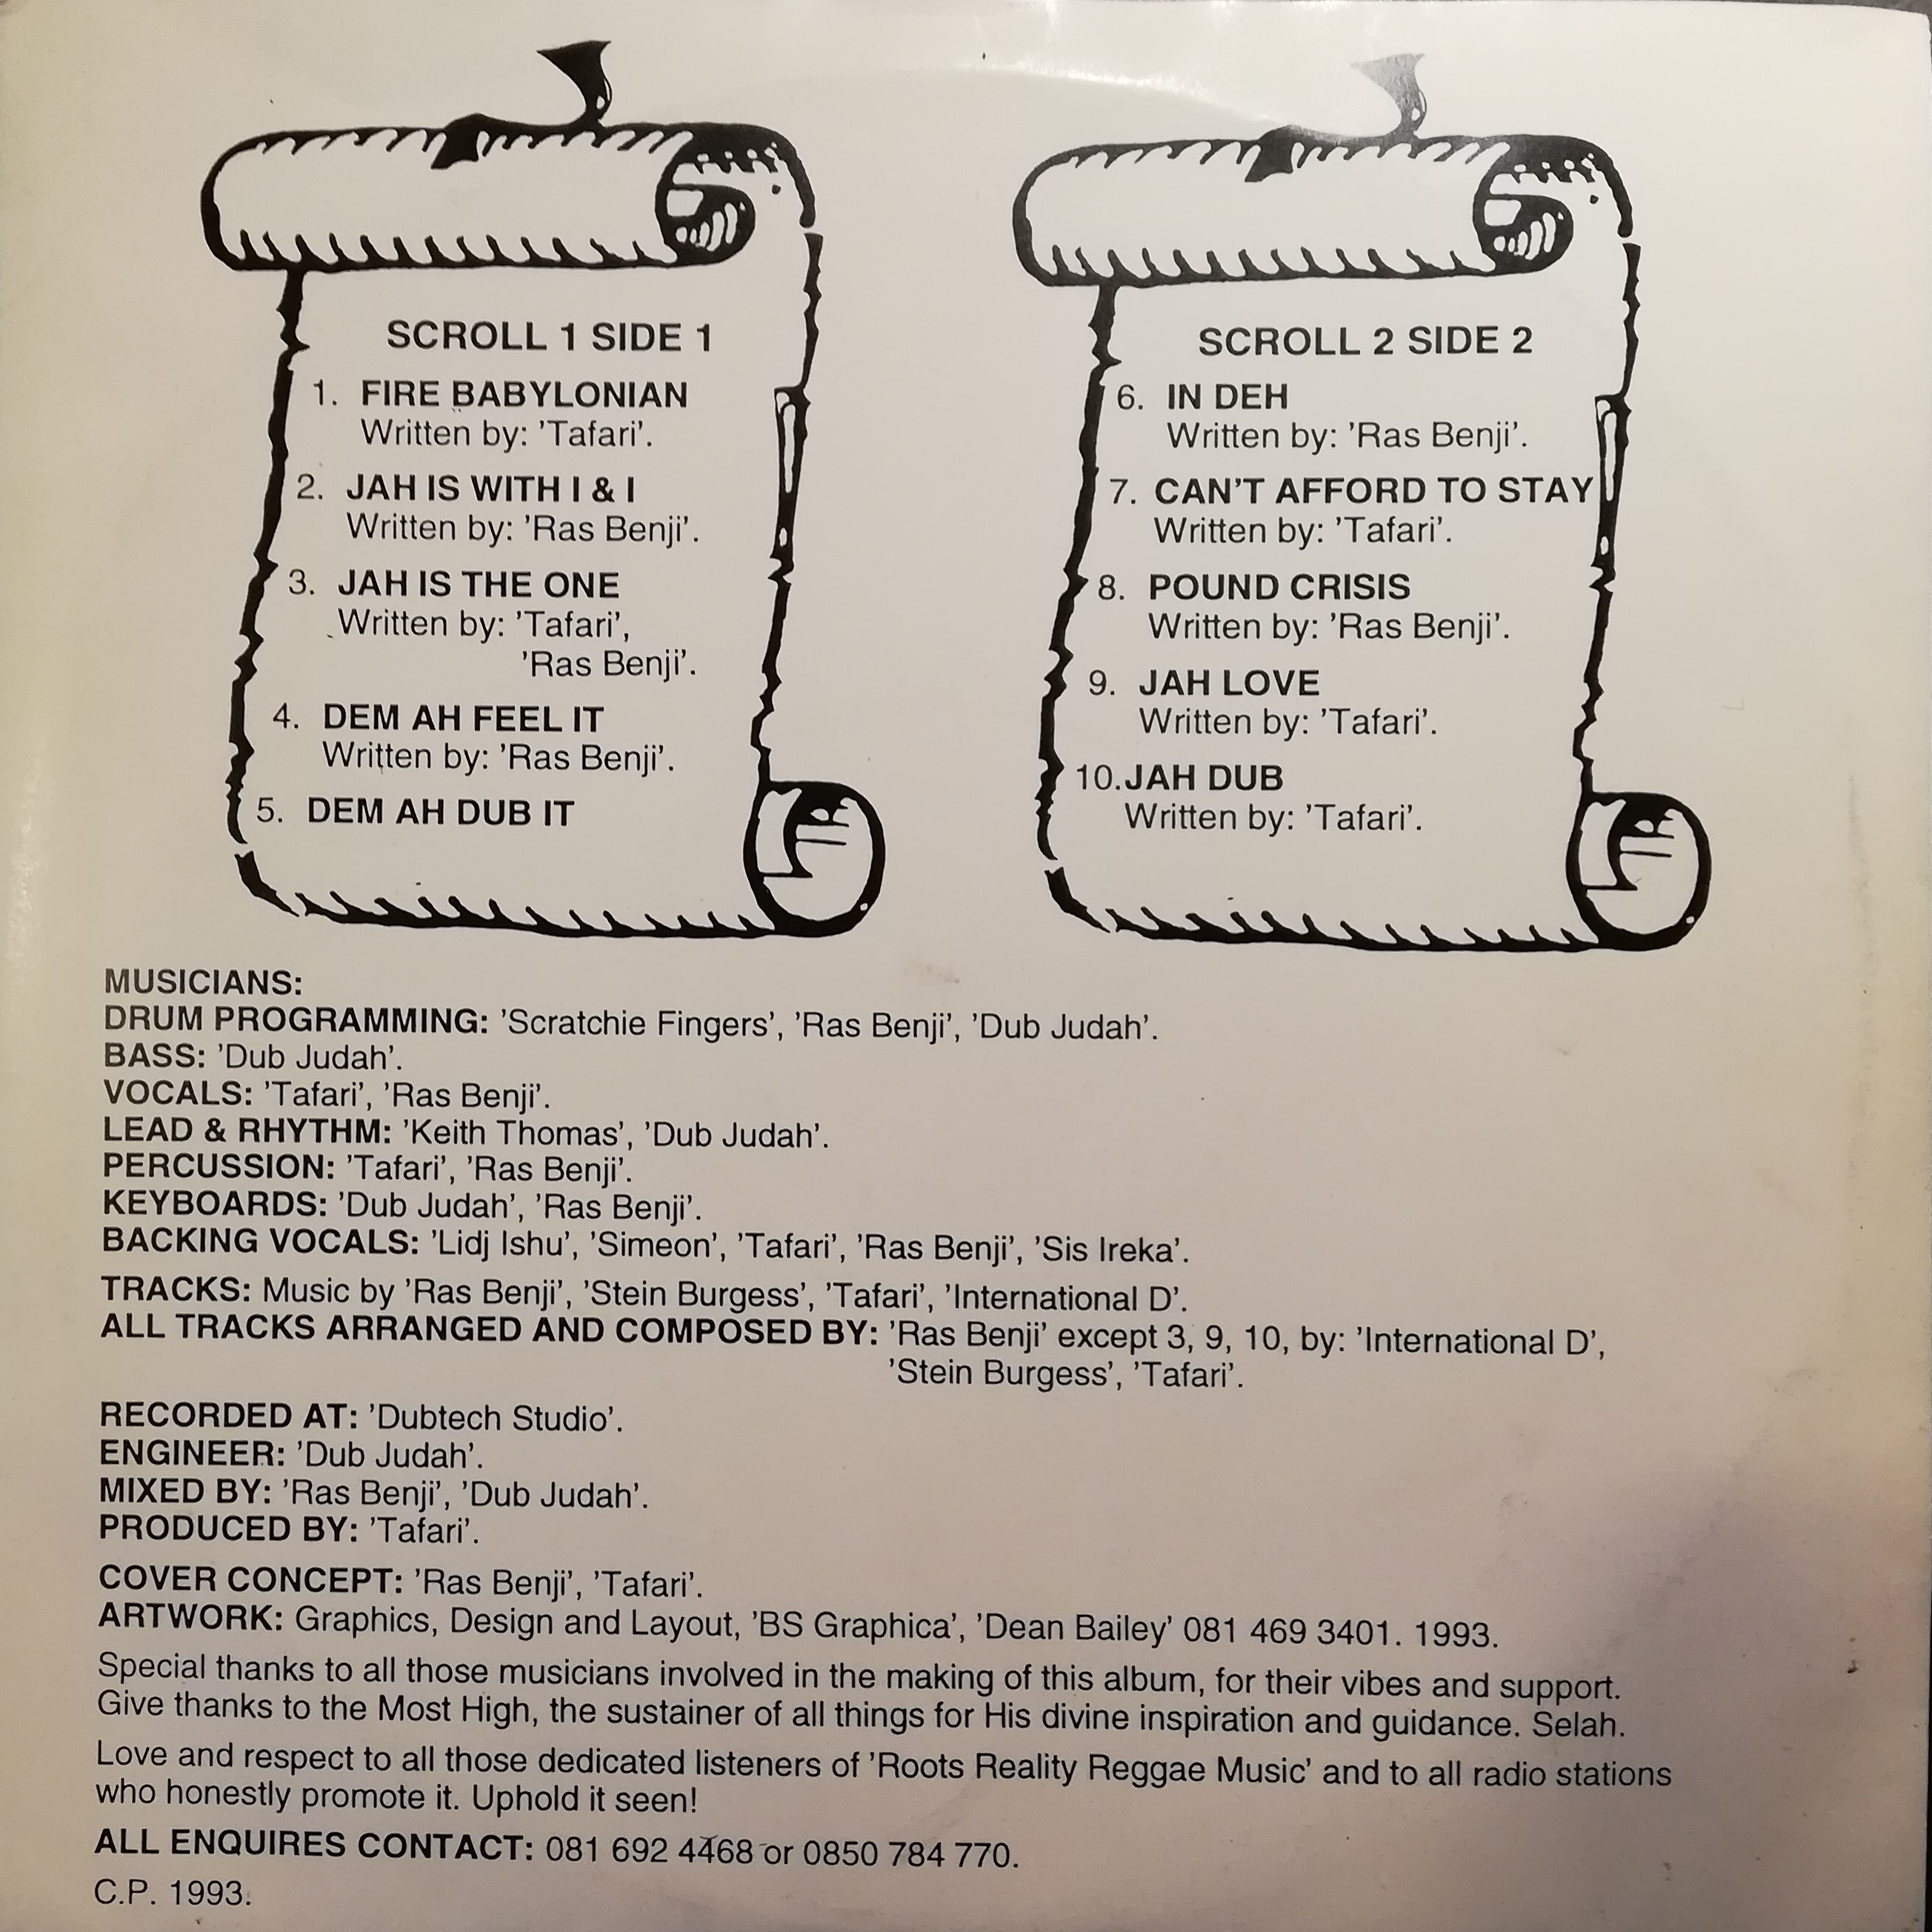 SCROLL 1 SIDE 1
1. FIRE BABYLONIAN
Written by: 'Tafari'.
2. JAH IS WITH I & I
Written by: 'Ras Benji'.
3. JAH IS THE ONE
Written by: 'Tafari',
'Ras Benji'.
4. DEM AH FEEL IT
Written by: 'Ras Benji'.
5. DEM AH DUB IT
SCROLL 2 SIDE 2
6. IN DEH
Written by: 'Ras Benji'.
7. CAN'T AFFORD TO STAY
Written by: 'Tafari'.
8. POUND CRISIS
Written by: 'Ras Benji'.
9. JAH LOVE
Written by: 'Tafari'.
10. JAH DUB
Written by: 'Tafari'.
MUSICIANS:
DRUM PROGRAMMING: 'Scratchie Fingers', 'Ras Benji', 'Dub Judah'.
BASS: 'Dub Judah'.
VOCALS: 'Tafari', 'Ras Benji'.
LEAD & RHYTHM: 'Keith Thomas', 'Dub Judah'.
PERCUSSION: 'Tafari', 'Ras Benji'.
KEYBOARDS: 'Dub Judah', 'Ras Benji'.
BACKING VOCALS: 'Lidj Ishu', 'Simeon', 'Tafari', 'Ras Benji', 'Sis Ireka'.
TRACKS: Music by 'Ras Benji', 'Stein Burgess', 'Tafari', 'International D'.
ALL TRACKS ARRANGED AND COMPOSED BY: 'Ras Benji' except 3, 9, 10, by: 'International D',
'Stein Burgess', 'Tafari'.
RECORDED AT: 'Dubtech Studio'.
ENGINEER: 'Dub Judah'.
MIXED BY: 'Ras Benji', 'Dub Judah'.
PRODUCED BY: 'Tafari'.
COVER CONCEPT: 'Ras Benji', 'Tafari'.
ARTWORK: Graphics, Design and Layout, 'BS Graphica', 'Dean Bailey' 081 469 3401. 1993.
Special thanks to all those musicians involved in the making of this album, for their vibes and support.
Give thanks to the Most High, the sustainer of all things for His divine inspiration and guidance. Selah.
Love and respect to all those dedicated listeners of 'Roots Reality Reggae Music' and to all radio stations
who honestly promote it. Uphold it seen!
ALL ENQUIRES CONTACT: 081 692 4468 or 0850 784 770.
C.P. 1993.